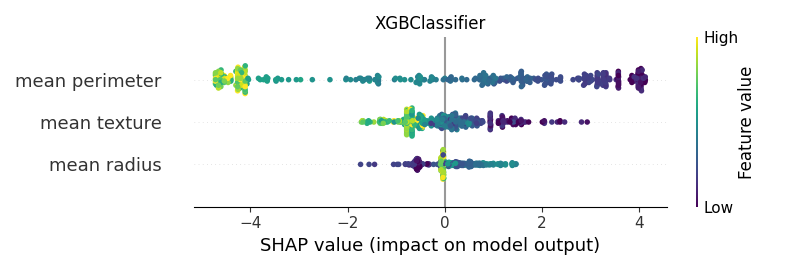 XGBClassifier
High
mean perimeter
mean texture
mean radius
Feature value
Low
−4
−2
0
2
4
SHAP value (impact on model output)